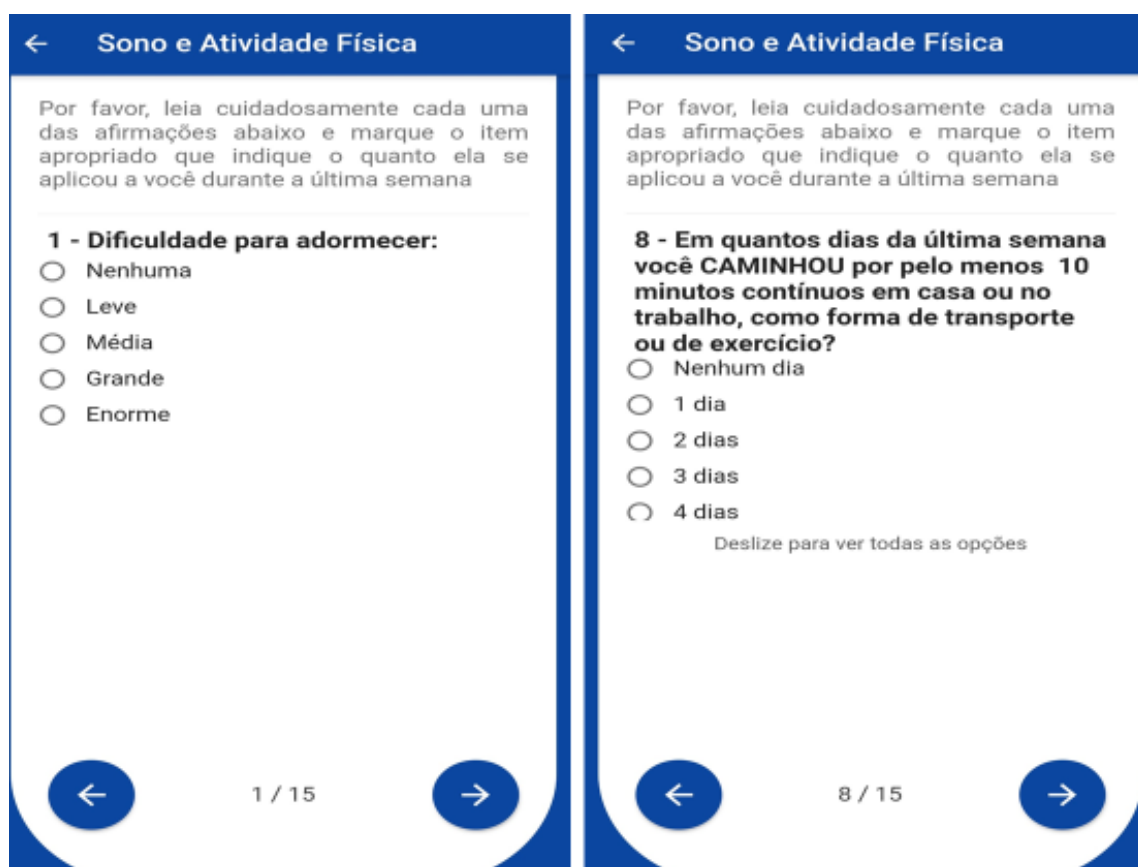 Sono e Atividade Física
Por favor, leia cuidadosamente cada uma
das afirmações abaixo e marque o item
apropriado que indique o quanto ela se
aplicou a você durante a última semana
1 - Dificuldade para adormecer:
Nenhuma
Leve
Média
Grande
Enorme
1 / 15
Sono e Atividade Física
Por favor, leia cuidadosamente cada uma
das afirmações abaixo e marque o item
apropriado que indique o quanto ela se
aplicou a você durante a última semana
8 - Em quantos dias da última semana
você CAMINHOU por pelo menos 10
minutos contínuos em casa ou no
trabalho, como forma de transporte
ou de exercício?
Nenhum dia
1 dia
2 dias
3 dias
4 dias
Deslize para ver todas as opções
8 / 15